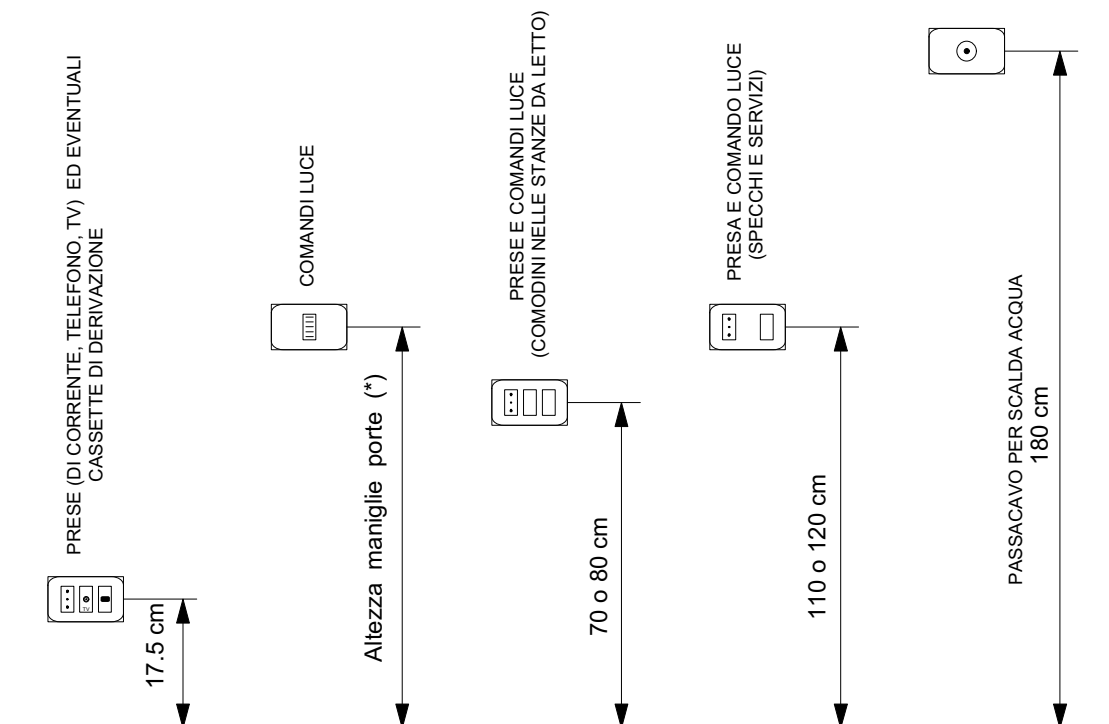 PRESE (DI CORRENTE, TELEFONO, TV) ED EVENTUALI
CASSETTE DI DERIVAZIONE
TV
17.5 cm
COMANDI LUCE
Altezza maniglie porte (*)
PRESE E COMANDI LUCE
(COMODINI NELLE STANZE DA LETTO)
70 o 80 cm
PRESA E COMANDO LUCE
(SPECCHI E SERVIZI)
110 o 120 cm
PASSACAVO PER SCALDA ACQUA
180 cm